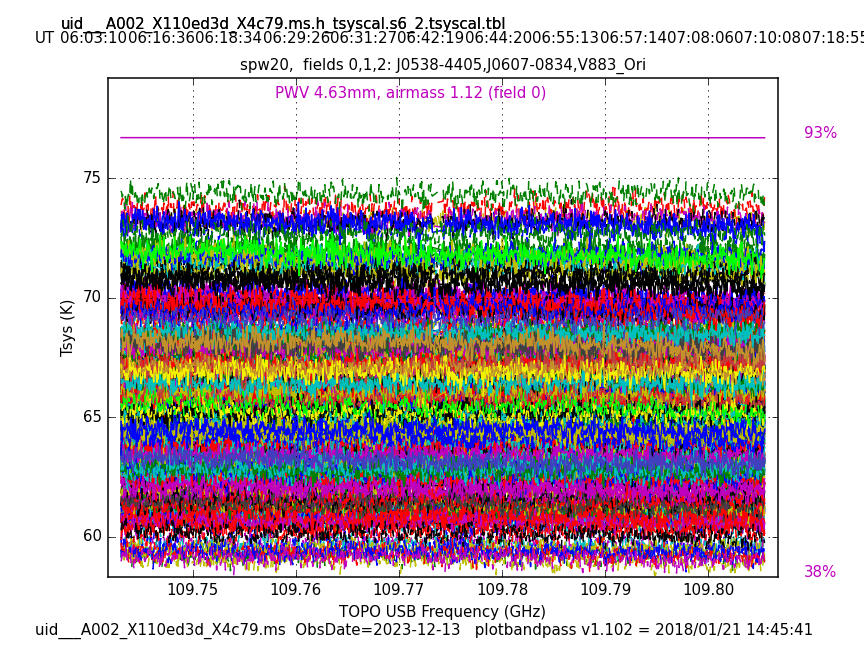 uid___A002_X110ed3d_X4c79.ms.h_tsyscal.s6_2.tsyscal.tbl
UT 06:03:10 06:16:36 06:18:34 06:29:26 06:31:27 06:42:19 06:44:20 06:55:13 06:57:14 07:08:06 07:10:08 07:18:55
spw20, fields 0,1,2: J0538-4405,J0607-0834,V883_Ori
PWV 4.63mm, airmass 1.12 (field 0)
93%
75
70
65
60
Tsys (K)
38%
109.75 109.76 109.77 109.78 109.79 109.80
TOPO USB Frequency (GHz)
uid___A002_X110ed3d_X4c79.ms ObsDate=2023-12-13 plotbandpass v1.102 = 2018/01/21 14:45:41